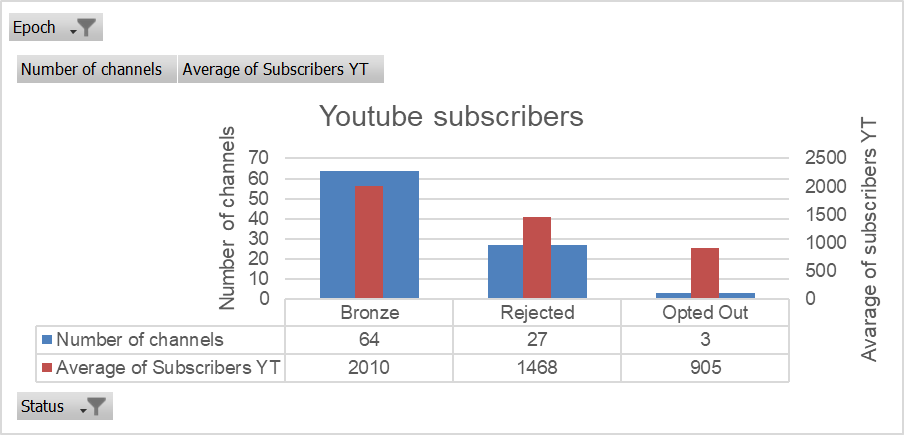 Epoch
Number of channels Average of Subscribers YT
Youtube subscribers
Number of channels
70
60
50
40
30
20
10
0
2500
2000
1500
1000
500
0
Avarage of subscribers YT
Bronze Rejected Opted Out
Number of channels 64 27 3
Average of Subscribers YT 2010 1468 905
Status